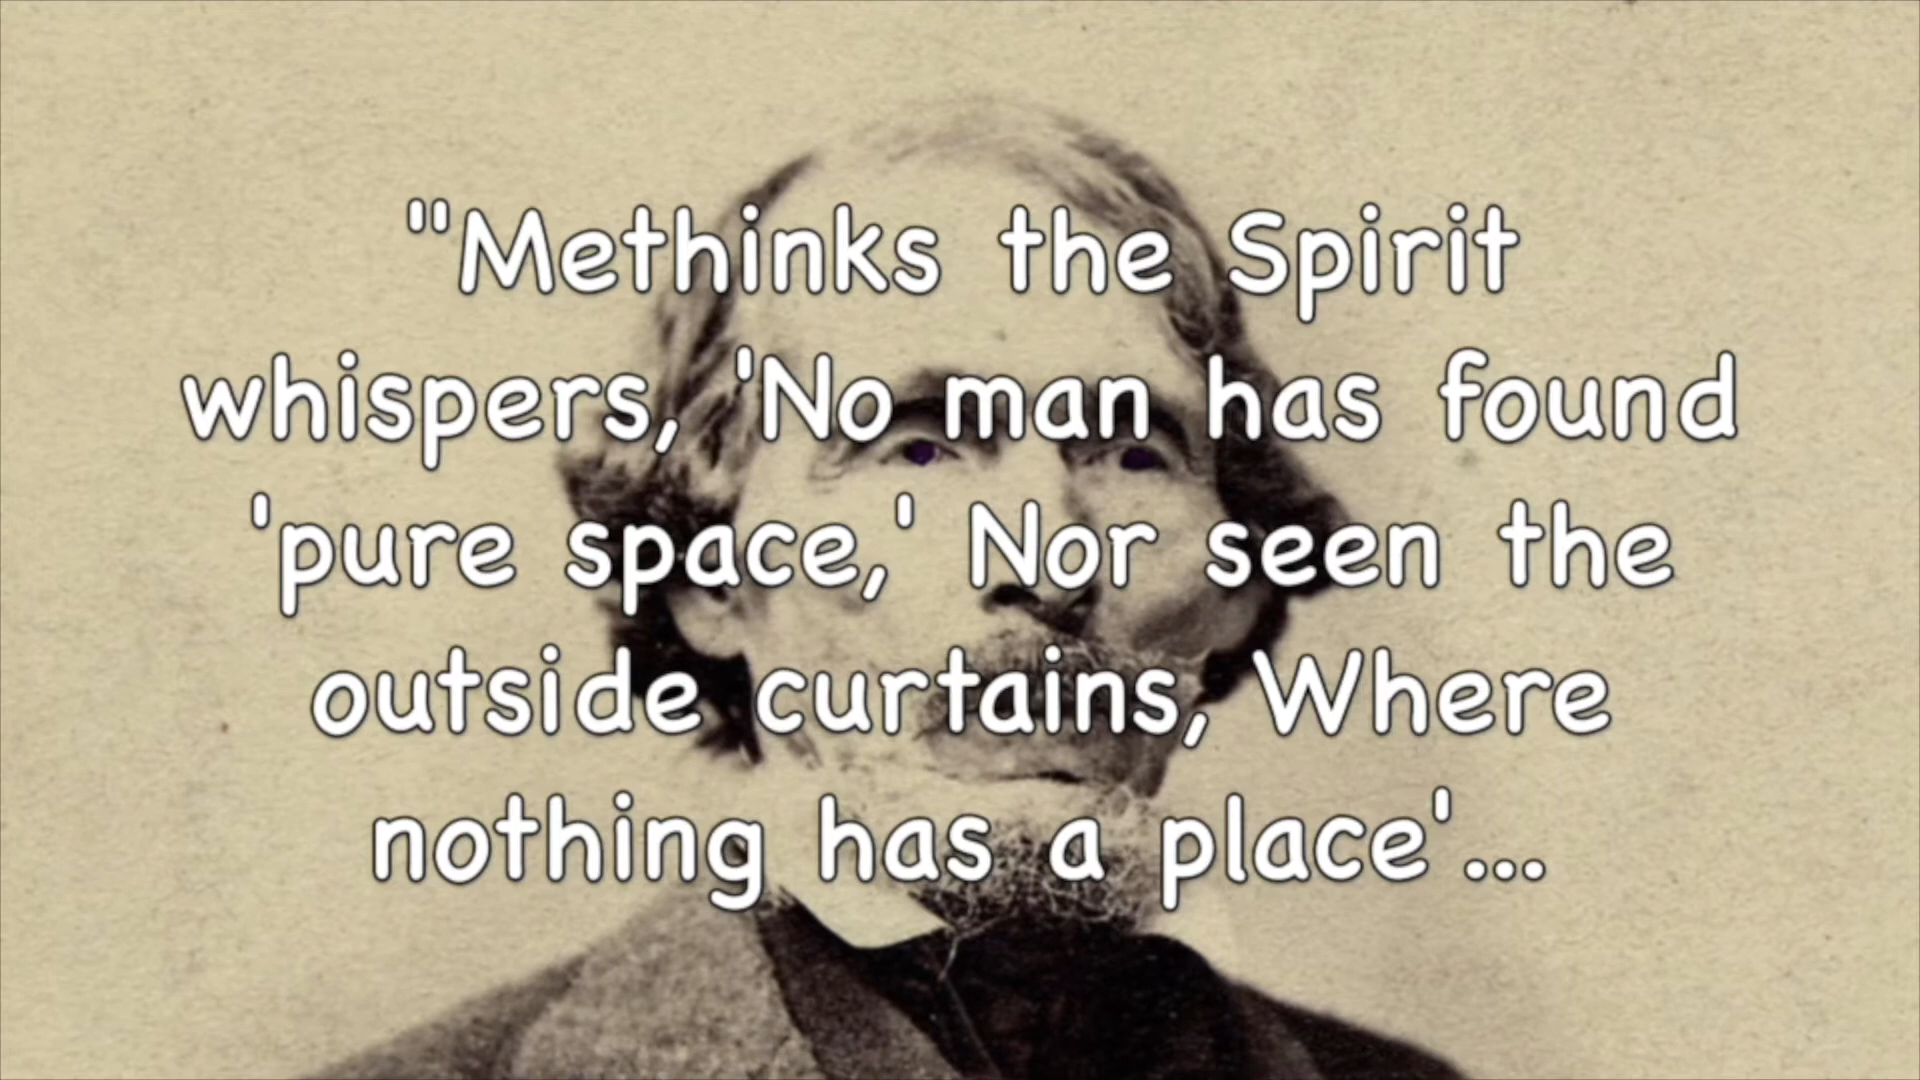 "Methinks the Spirit
whispers, 'No man has found
'pure space,' Nor seen the
outside curtains, Where
nothing has a place'...